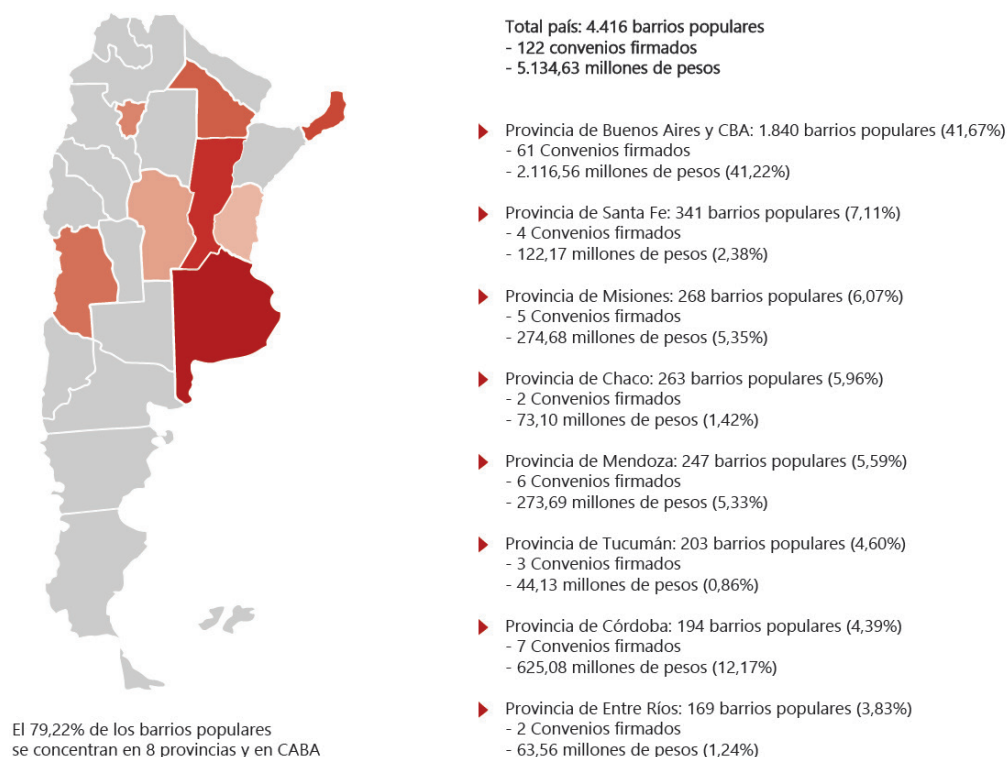 Total país: 4.416 barrios populares
- 122 convenios firmados
- 5.134,63 millones de pesos
Provincia de Buenos Aires y CBA: 1.840 barrios populares (41,67%)
- 61 Convenios firmados
- 2.116,56 millones de pesos (41,22%)
Provincia de Santa Fe: 341 barrios populares (7,11%)
- 4 Convenios firmados
- 122,17 millones de pesos (2,38%)
Provincia de Misiones: 268 barrios populares (6,07%)
- 5 Convenios firmados
- 274,68 millones de pesos (5,35%)
Provincia de Chaco: 263 barrios populares (5,96%)
- 2 Convenios firmados
- 73,10 millones de pesos (1,42%)
Provincia de Mendoza: 247 barrios populares (5,59%)
- 6 Convenios firmados
- 273,69 millones de pesos (5,33%)
Provincia de Tucumán: 203 barrios populares (4,60%)
- 3 Convenios firmados
- 44,13 millones de pesos (0,86%)
Provincia de Córdoba: 194 barrios populares (4,39%)
- 7 Convenios firmados
- 625,08 millones de pesos (12,17%)
Provincia de Entre Ríos: 169 barrios populares (3,83%)
- 2 Convenios firmados
- 63,56 millones de pesos (1,24%)
El 79,22% de los barrios populares
se concentran en 8 provincias y en CABA